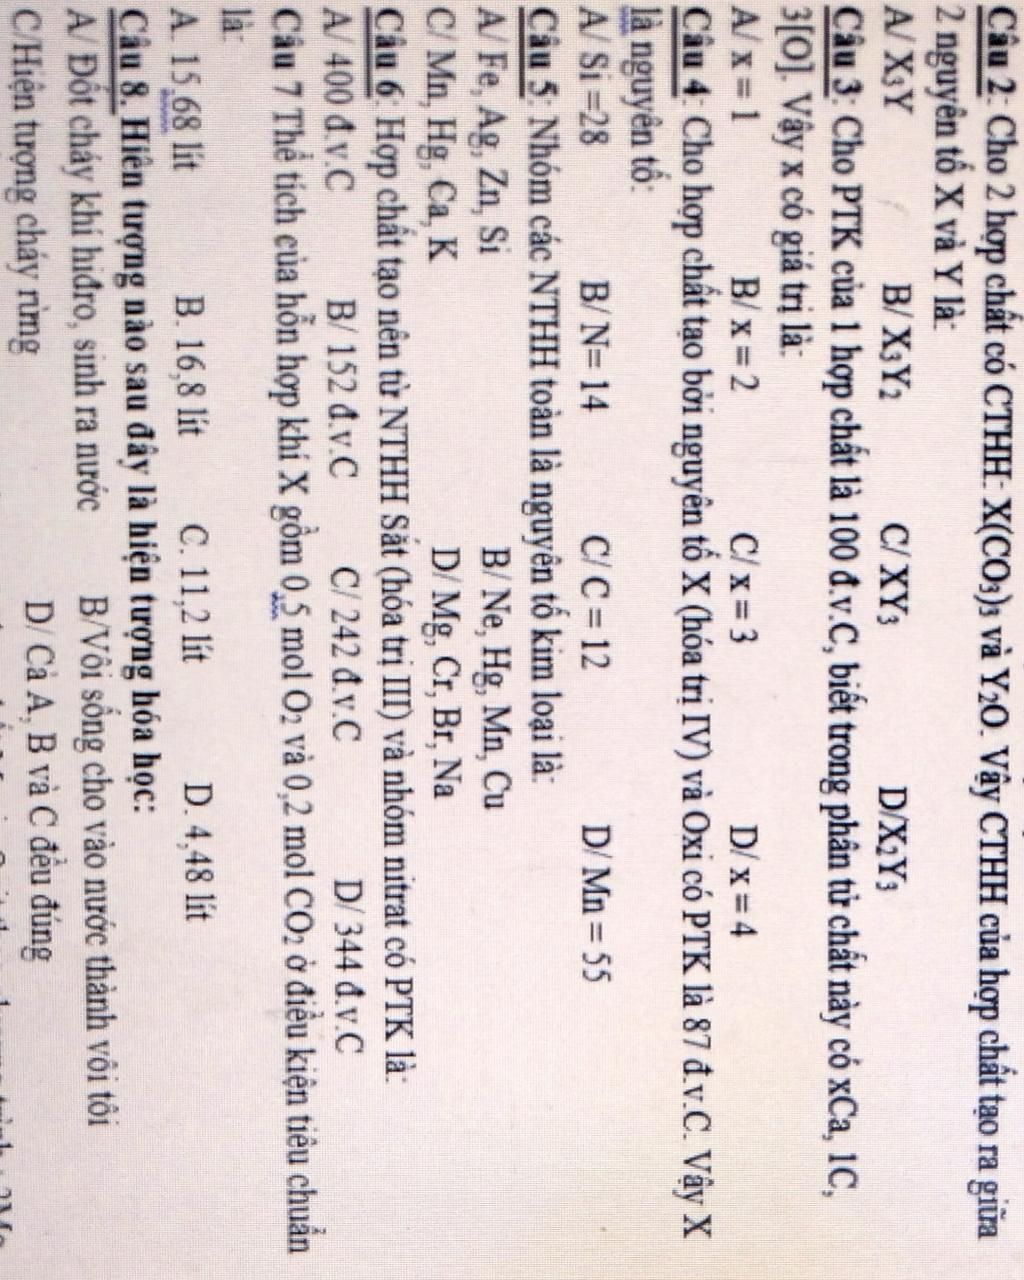 Câu 2: Cho 2 hợp chất có CTHH: X(CO₃)₃ và Y₂O. Vậy CTHH của hợp chất tạo ra giữa
2 nguyên tố X và Y là:
A/ X₃Y B/ X₃Y₂ C/ XY₃ D/X₂Y₃
Câu 3: Cho PTK của 1 hợp chất là 100 đ.v.C, biết trong phân tử chất này có xCa, 1C,
3[O]. Vậy x có giá trị là:
A/ x = 1 B/ x = 2 C/ x = 3 D/ x = 4
Câu 4: Cho hợp chất tạo bởi nguyên tố X (hóa trị IV) và Oxi có PTK là 87 đ.v.C. Vậy X
là nguyên tố:
A/ Si =28 B/ N= 14 C/ C = 12 D/ Mn = 55
Câu 5: Nhóm các NTHH toàn là nguyên tố kim loại là:
A/ Fe, Ag, Zn, Si B/ Ne, Hg, Mn, Cu
C/ Mn, Hg, Ca, K D/ Mg, Cr, Br, Na
Câu 6: Hợp chất tạo nên từ NTHH Sắt (hóa trị III) và nhóm nitrat có PTK là:
A/ 400 đ.v.C B/ 152 đ.v.C C/ 242 đ.v.C D/ 344 đ.v.C
Câu 7 Thể tích của hỗn hợp khí X gồm 0,5 mol O₂ và 0,2 mol CO₂ ở điều kiện tiêu chuẩn
là:
A. 15,68 lít B. 16,8 lít C. 11,2 lít D. 4,48 lít
Câu 8. Hiện tượng nào sau đây là hiện tượng hóa học:
A/ Đốt cháy khí hiđro, sinh ra nước B/Vôi sống cho vào nước thành vôi tôi
C/Hiện tượng cháy rừng D/ Cả A, B và C đều đúng